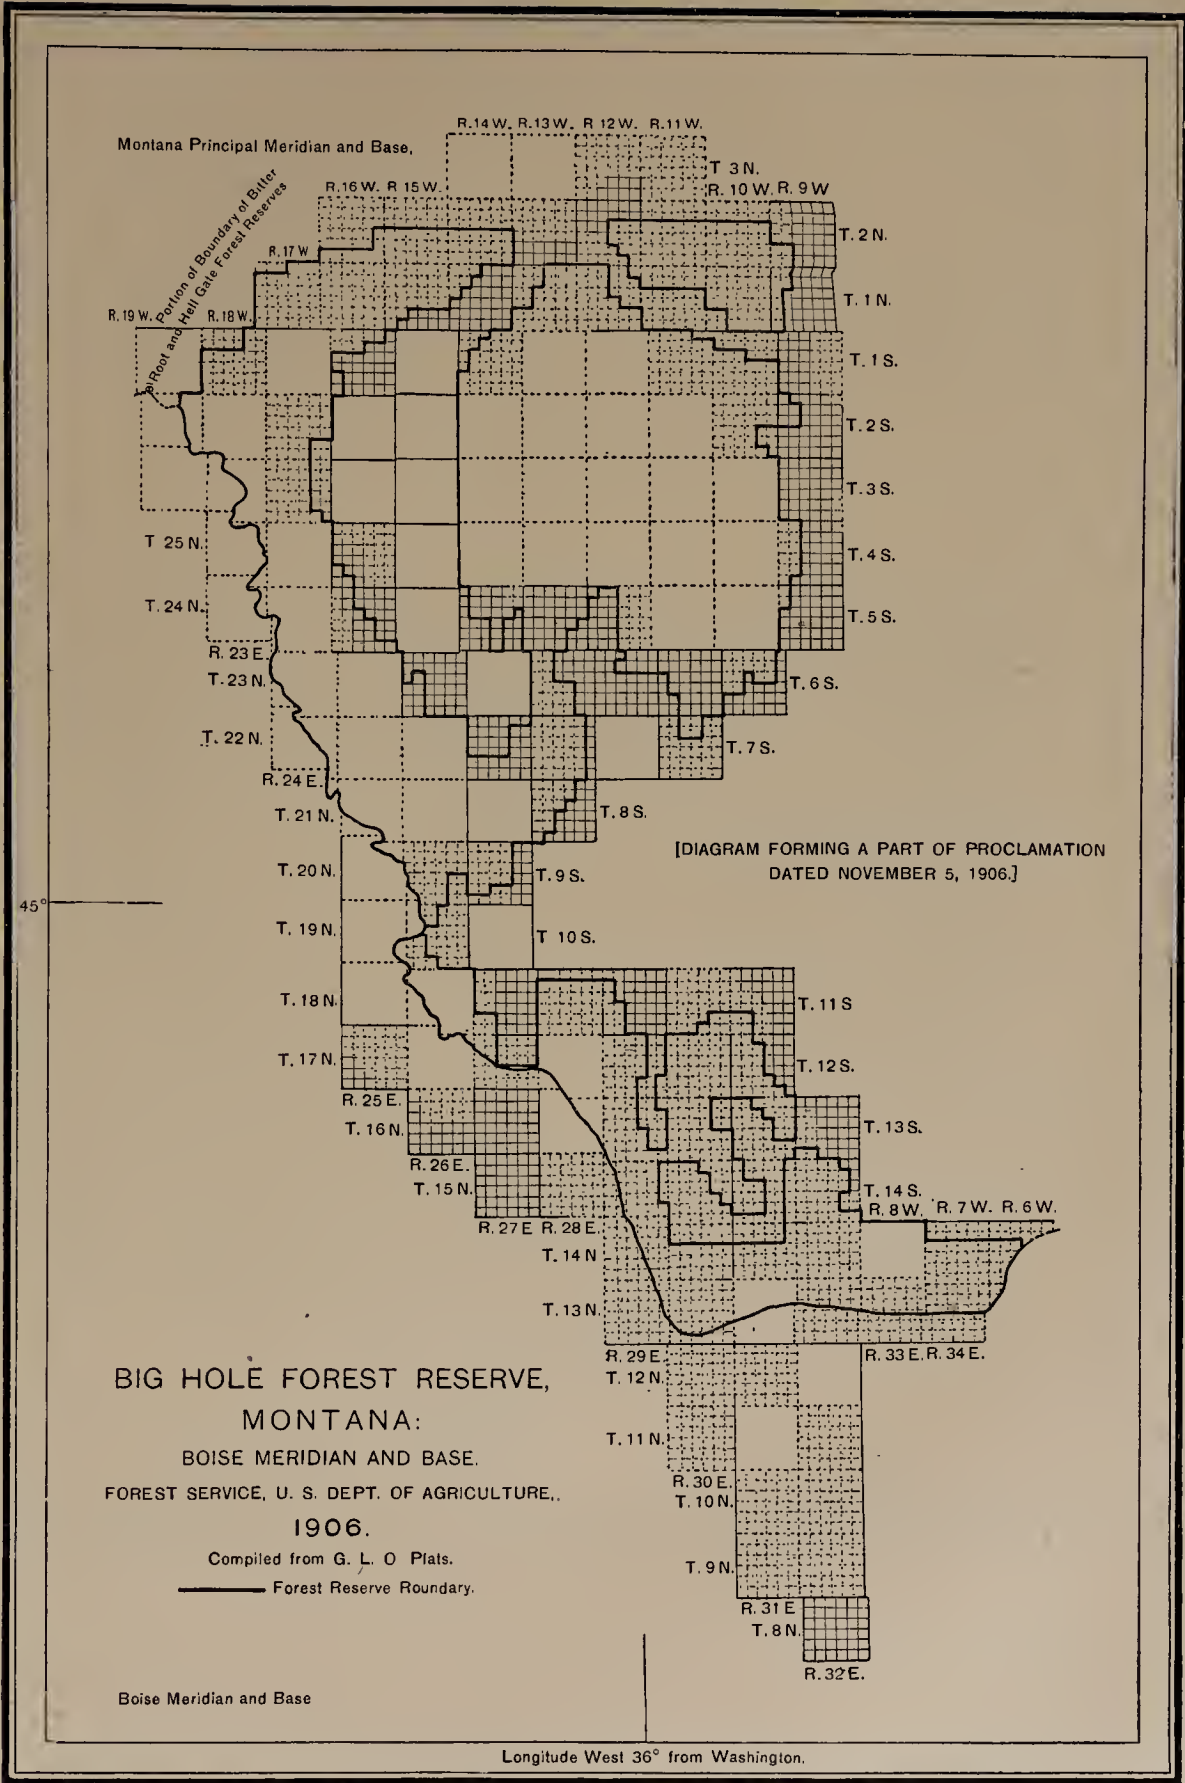 R.14 W. R.13 W. R 12 W. R.11 W.
Montana Principal Meridian and Base,
T 3 N.
R.16 W. R 15 W.
R. 10 W. R. 9 W
Portion of Boundary of Bitter
Root and Hell Gate Forest Reserves
T. 2 N.
R. 17 W
T. 1 N.
R. 19 W.
R. 18 W.
T. 1 S.
T. 2 S.
T. 3 S.
T 25 N.
T. 4 S.
T. 24 N.
T. 5 S.
R. 23 E.
T. 23 N.
T. 6 S.
T. 22 N.
T. 7 S.
R. 24 E.
T. 21 N.
T. 8 S.
[DIAGRAM FORMING A PART OF PROCLAMATION
DATED NOVEMBER 5, 1906.]
T. 20 N.
T. 9 S.
45°
T. 19 N.
T 10 S.
T. 18 N.
T. 11 S
T. 17 N.
T. 12 S.
R. 25 E.
T. 16 N.
T. 13 S.
R. 26 E.
T. 15 N.
T. 14 S.
R. 8 W. R. 7 W. R. 6 W.
R. 27 E R. 28 E.
T. 14 N
T. 13 N.
R. 29 E.
R. 33 E. R. 34 E.
T. 12 N.
BIG HOLE FOREST RESERVE,
MONTANA:
BOISE MERIDIAN AND BASE.
FOREST SERVICE, U. S. DEPT. OF AGRICULTURE,.
1906.
Compiled from G. L. O Plats.
Forest Reserve Roundary.
T. 11 N.
R. 30 E.
T. 10 N.
T. 9 N.
R. 31 E
T. 8 N.
R. 32 E.
Boise Meridian and Base
Longitude West 36° from Washington.